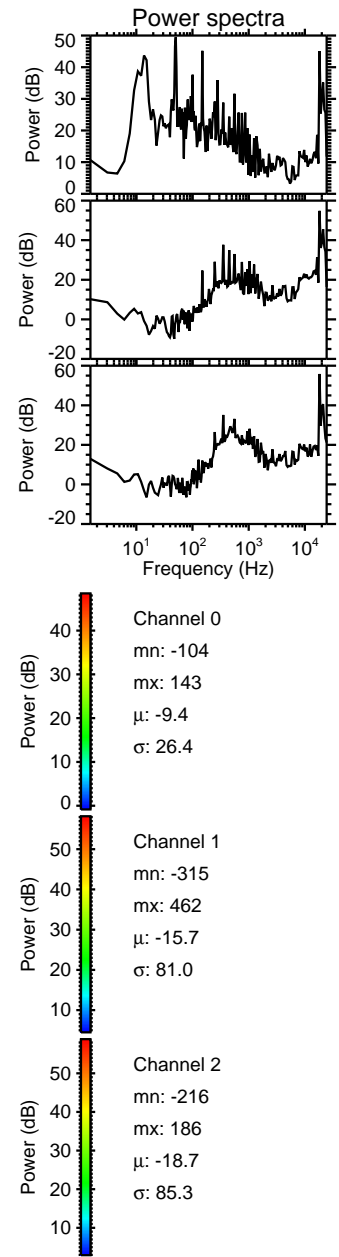 Power spectra
50
40
30
20
10
0
Power (dB)
60
40
20
0
-20
Power (dB)
60
40
20
0
-20
Power (dB)
10¹ 10² 10³ 10⁴
Frequency (Hz)
40
30
20
10
0
Power (dB)
Channel 0
mn: -104
mx: 143
μ: -9.4
σ: 26.4
50
40
30
20
10
Power (dB)
Channel 1
mn: -315
mx: 462
μ: -15.7
σ: 81.0
50
40
30
20
10
Power (dB)
Channel 2
mn: -216
mx: 186
μ: -18.7
σ: 85.3